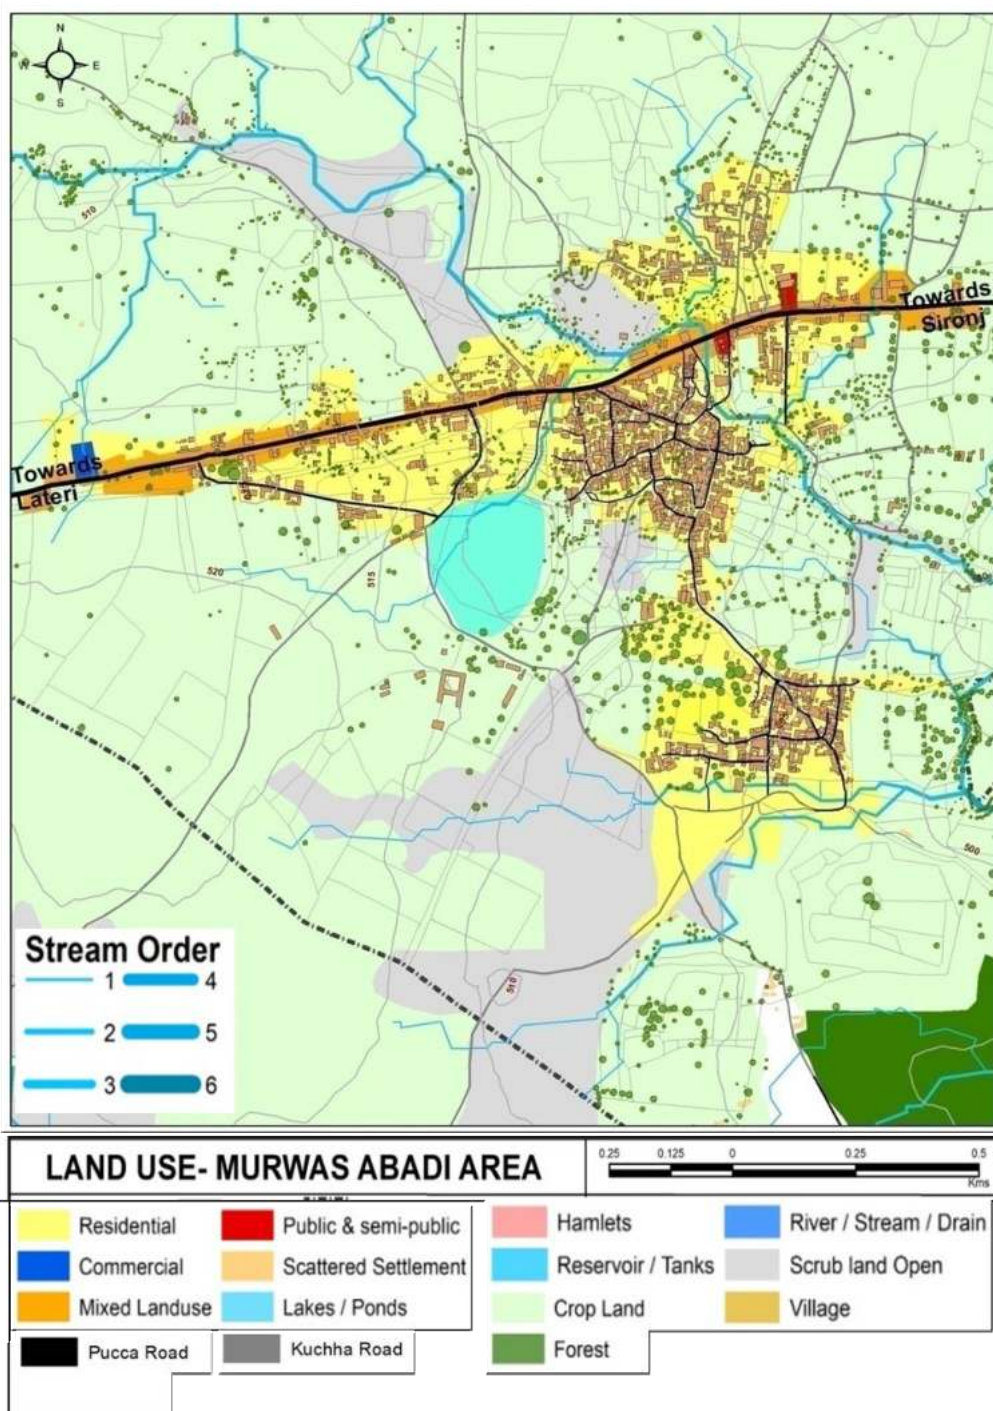 N
W E
S
510
Towards
Sironj
Towards
Lateri
520
515
500
510
Stream Order
1 4
2 5
3 6
LAND USE- MURWAS ABADI AREA
0.25 0.125 0 0.25 0.5
Kms
Residential Public & semi-public Hamlets River / Stream / Drain
Commercial Scattered Settlement Reservoir / Tanks Scrub land Open
Mixed Landuse Lakes / Ponds Crop Land Village
Pucca Road Kuchha Road Forest